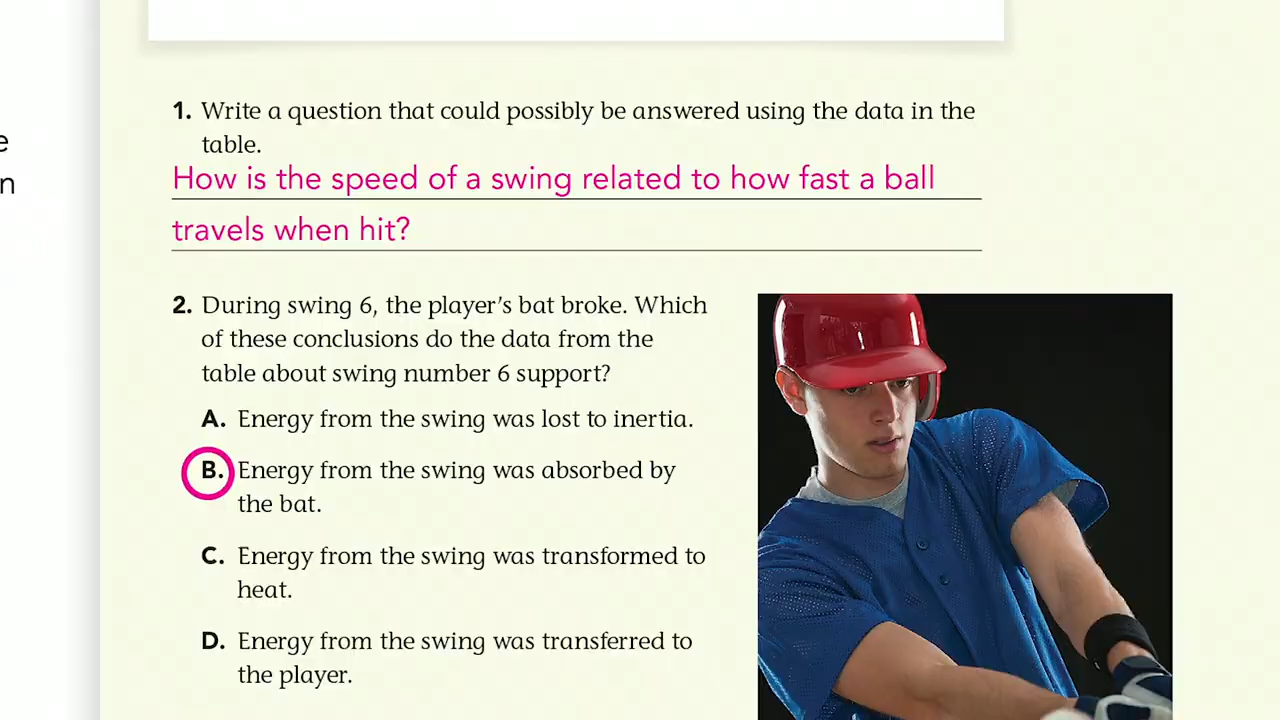 e
n
1. Write a question that could possibly be answered using the data in the
table.
How is the speed of a swing related to how fast a ball
travels when hit?
2. During swing 6, the player's bat broke. Which
of these conclusions do the data from the
table about swing number 6 support?
A. Energy from the swing was lost to inertia.
B. Energy from the swing was absorbed by
the bat.
C. Energy from the swing was transformed to
heat.
D. Energy from the swing was transferred to
the player.